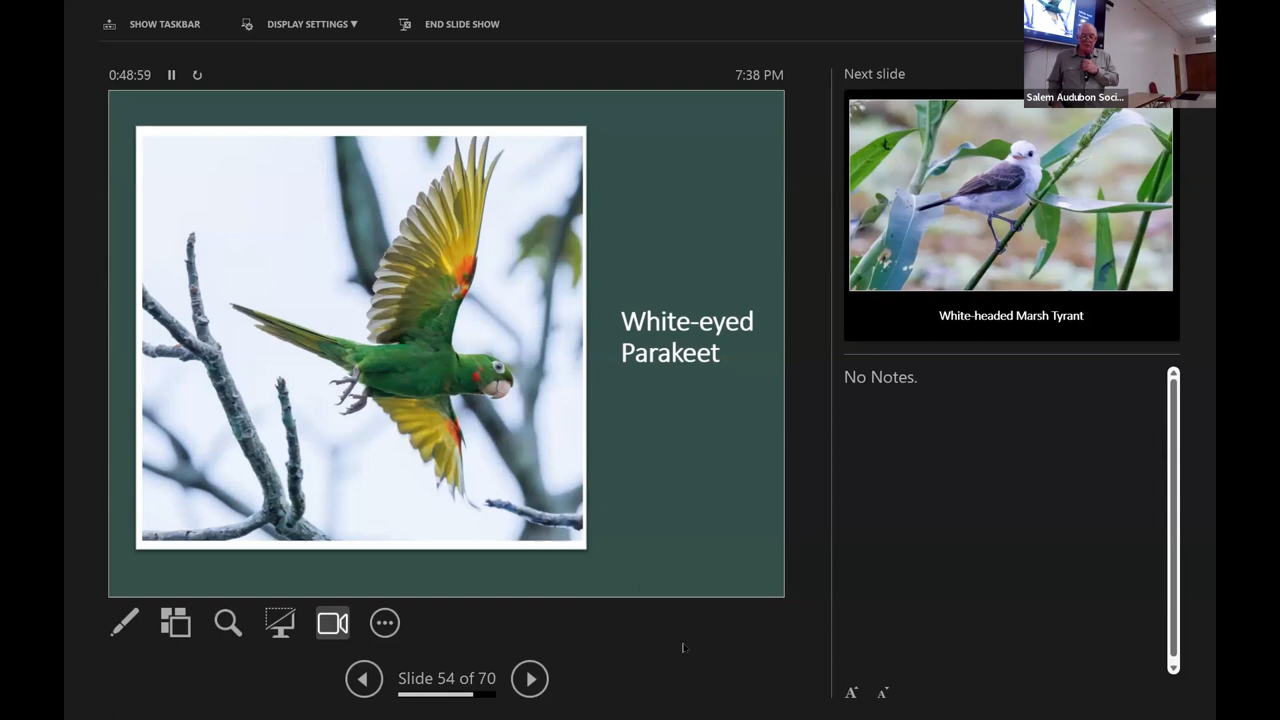 SHOW TASKBAR
DISPLAY SETTINGS ▼
END SLIDE SHOW
0:48:59
7:38 PM
Next slide
Salem Audubon Soci...
White-eyed
Parakeet
White-headed Marsh Tyrant
No Notes.
Slide 54 of 70
A
A